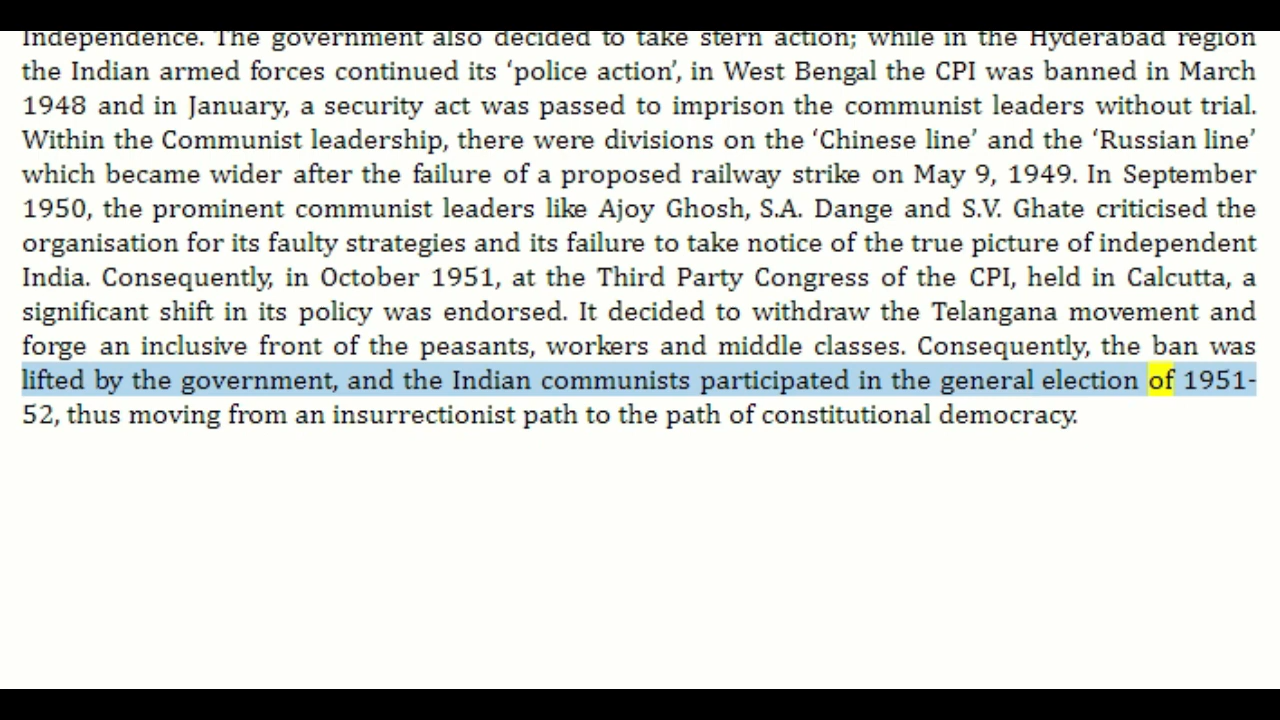 Independence. The government also decided to take stern action; while in the Hyderabad region
the Indian armed forces continued its ‘police action’, in West Bengal the CPI was banned in March
1948 and in January, a security act was passed to imprison the communist leaders without trial.
Within the Communist leadership, there were divisions on the ‘Chinese line’ and the ‘Russian line’
which became wider after the failure of a proposed railway strike on May 9, 1949. In September
1950, the prominent communist leaders like Ajoy Ghosh, S.A. Dange and S.V. Ghate criticised the
organisation for its faulty strategies and its failure to take notice of the true picture of independent
India. Consequently, in October 1951, at the Third Party Congress of the CPI, held in Calcutta, a
significant shift in its policy was endorsed. It decided to withdraw the Telangana movement and
forge an inclusive front of the peasants, workers and middle classes. Consequently, the ban was
lifted by the government, and the Indian communists participated in the general election of 1951-
52, thus moving from an insurrectionist path to the path of constitutional democracy.